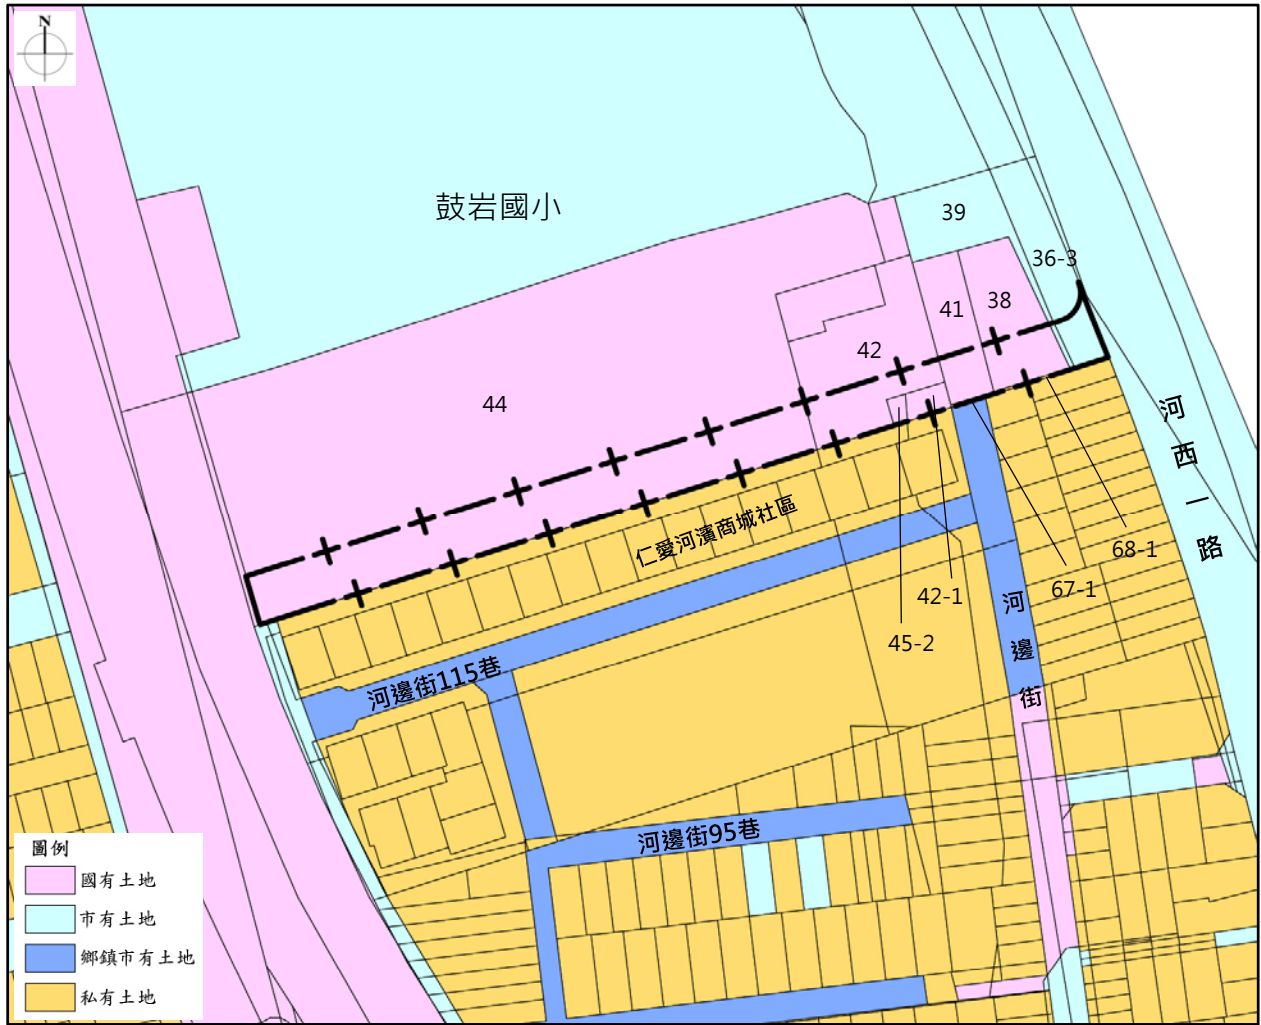 N
鼓岩國小
39
36-3
38
41
42
44
河西一路
仁愛河濱商城社區
68-1
67-1
42-1
45-2
河邊街
河邊街115巷
河邊街95巷
圖例
國有土地
市有土地
鄉鎮市有土地
私有土地